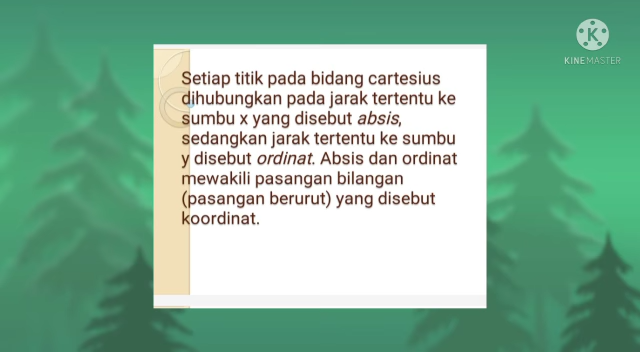 KINEMASTER
Setiap titik pada bidang cartesius
dihubungkan pada jarak tertentu ke
sumbu x yang disebut absis,
sedangkan jarak tertentu ke sumbu
y disebut ordinat. Absis dan ordinat
mewakili pasangan bilangan
(pasangan berurut) yang disebut
koordinat.